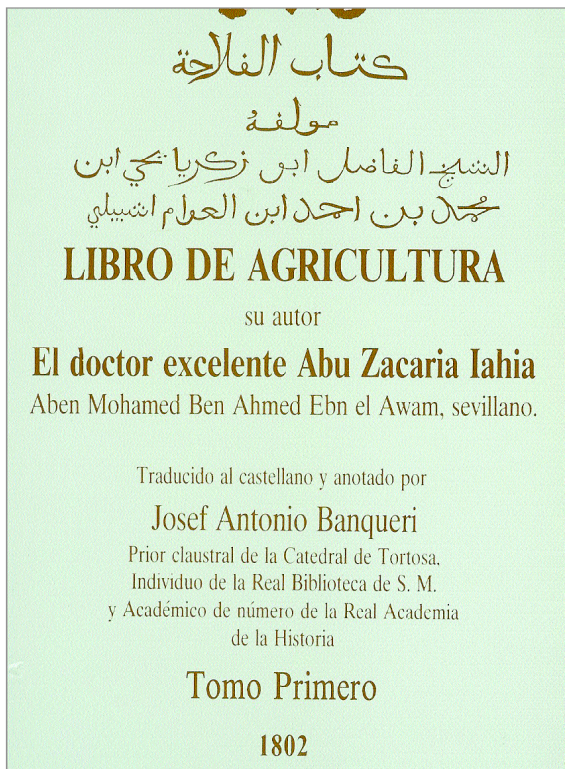 كتاب الفلاحة
مولفه
الشيخ الفاضل ابو زكريا يحي ابن
محمد بن احمد ابن العوام اشبيلي
LIBRO DE AGRICULTURA
su autor
El doctor excelente Abu Zacaria Iahia
Aben Mohamed Ben Ahmed Ebn el Awam, sevillano.
Traducido al castellano y anotado por
Josef Antonio Banqueri
Prior claustral de la Catedral de Tortosa.
Individuo de la Real Biblioteca de S. M.
y Académico de número de la Real Academia
de la Historia
Tomo Primero
1802